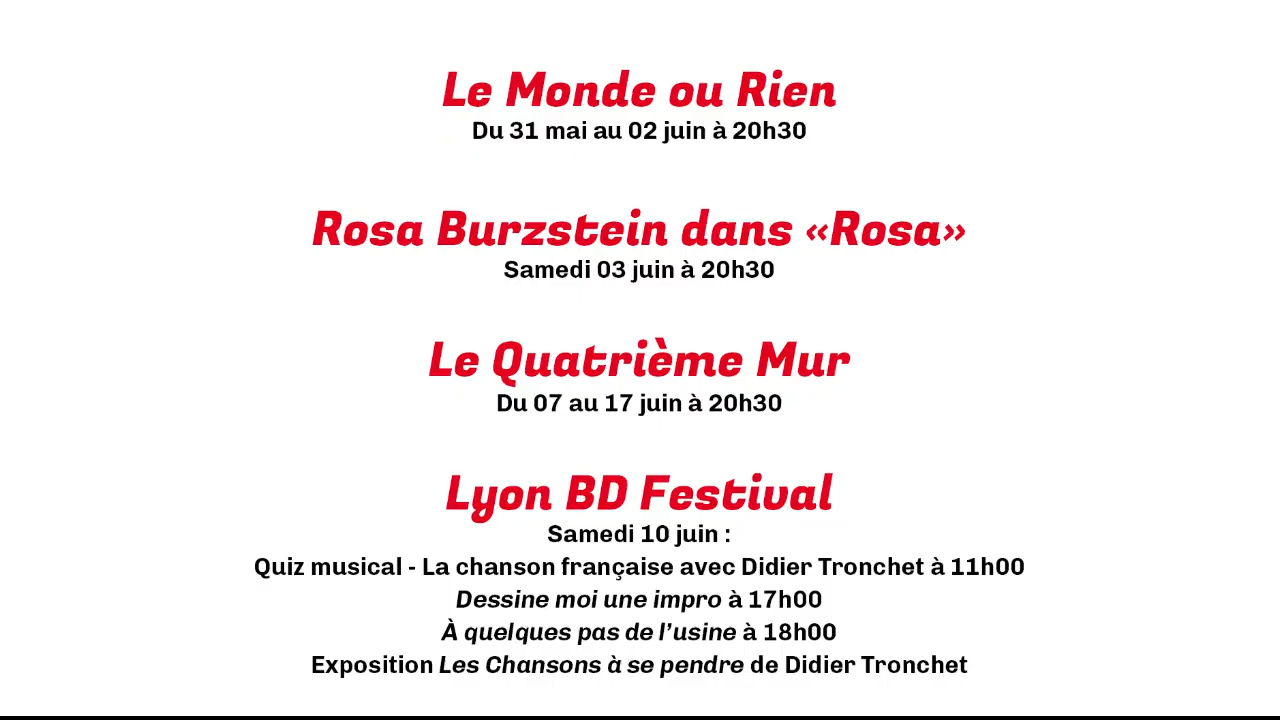 Le Monde ou Rien
Du 31 mai au 02 juin à 20h30
Rosa Burzstein dans «Rosa»
Samedi 03 juin à 20h30
Le Quatrième Mur
Du 07 au 17 juin à 20h30
Lyon BD Festival
Samedi 10 juin :
Quiz musical - La chanson française avec Didier Tronchet à 11h00
Dessine moi une impro à 17h00
À quelques pas de l’usine à 18h00
Exposition Les Chansons à se pendre de Didier Tronchet